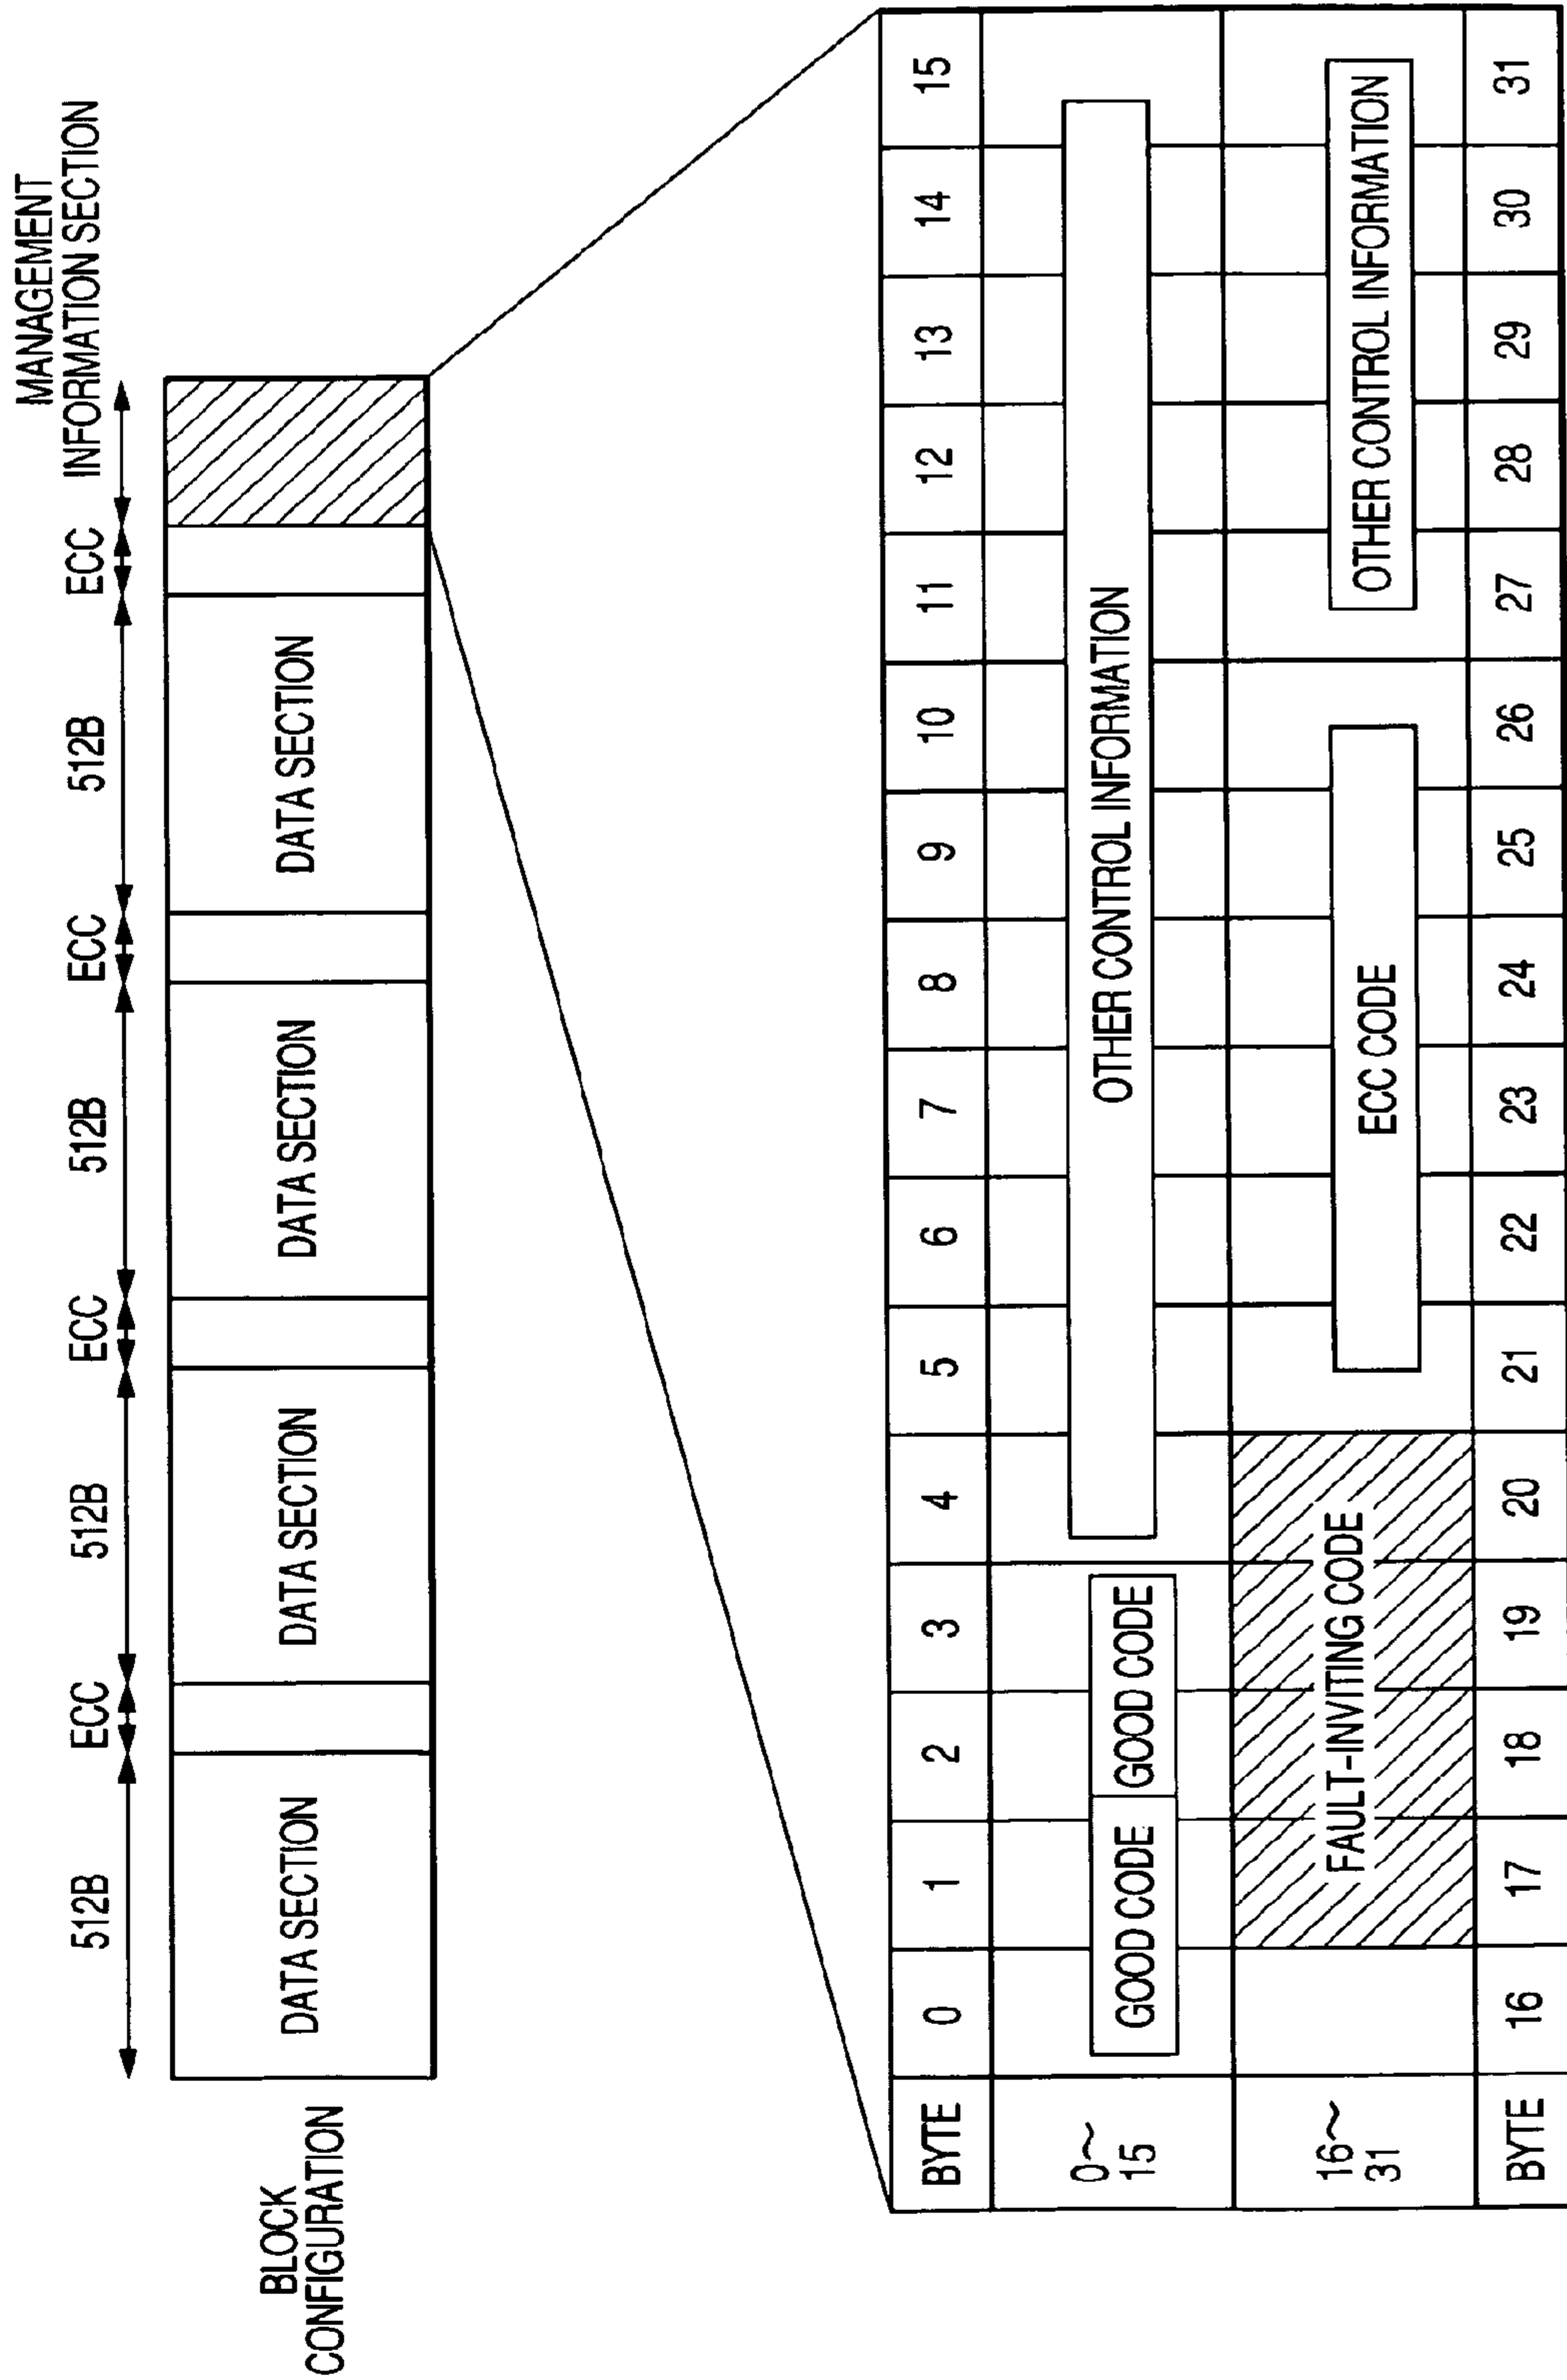 MANAGEMENT
INFORMATION SECTION
512B ECC 512B ECC 512B ECC 512B ECC
BLOCK
CONFIGURATION
DATA SECTION DATA SECTION DATA SECTION DATA SECTION
BYTE 0 1 2 3 4 5 6 7 8 9 10 11 12 13 14 15
0~
15
GOOD CODE GOOD CODE OTHER CONTROL INFORMATION
16~
31
FAULT-INVITING CODE ECC CODE OTHER CONTROL INFORMATION
BYTE 16 17 18 19 20 21 22 23 24 25 26 27 28 29 30 31